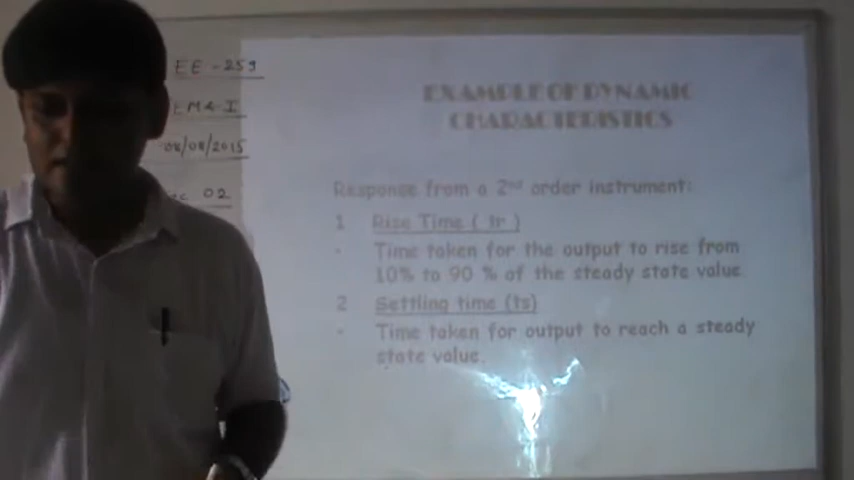 EE - 259
EM & I
08/08/2015
02
EXAMPLE OF DYNAMIC
CHARACTERISTICS
Response from a 2nd order instrument:
1 Rise Time ( tr )
• Time taken for the output to rise from
10% to 90 % of the steady state value.
2 Settling time (ts)
• Time taken for output to reach a steady
state value.